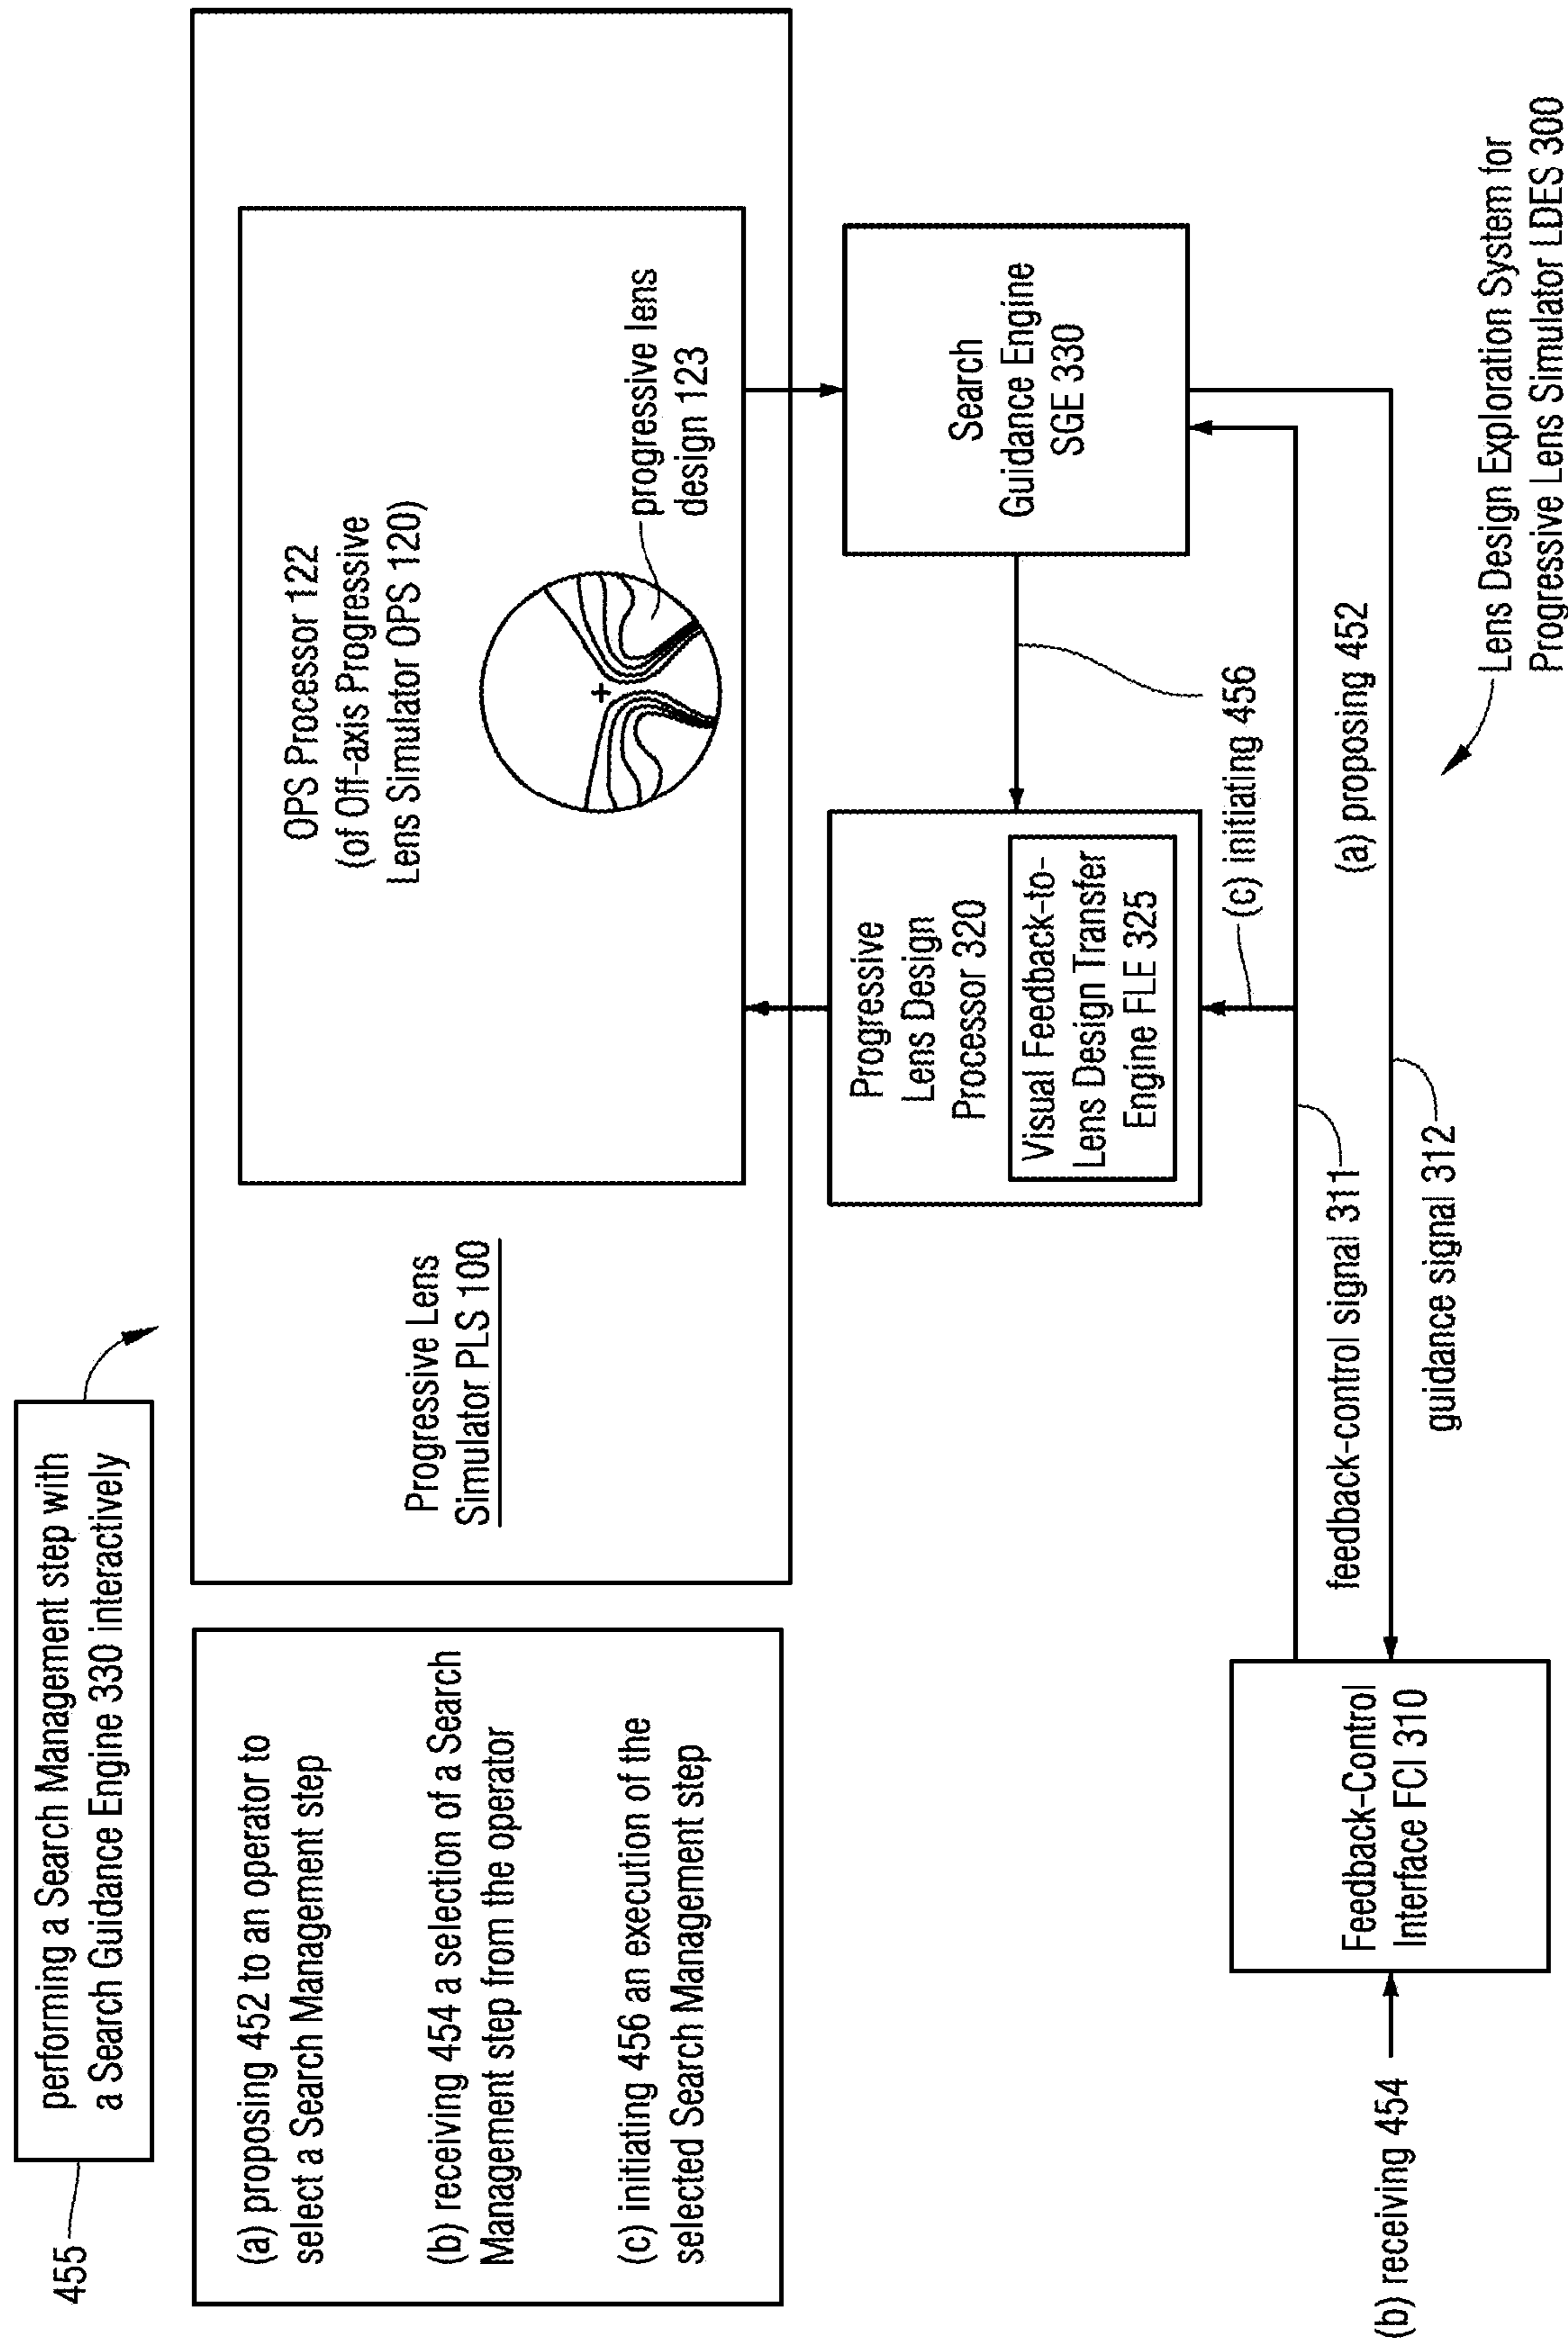 455
performing a Search Management step with
a Search Guidance Engine 330 interactively
(a) proposing 452 to an operator to
select a Search Management step
(b) receiving 454 a selection of a Search
Management step from the operator
(c) initiating 456 an execution of the
selected Search Management step
Progressive Lens
Simulator PLS 100
OPS Processor 122
(of Off-axis Progressive
Lens Simulator OPS 120)
progressive lens
design 123
Progressive
Lens Design
Processor 320
Visual Feedback-to-
Lens Design Transfer
Engine FLE 325
Search
Guidance Engine
SGE 330
(c) initiating 456
(b) receiving 454
Feedback-Control
Interface FCI 310
feedback-control signal 311
(a) proposing 452
guidance signal 312
Lens Design Exploration System for
Progressive Lens Simulator LDES 300